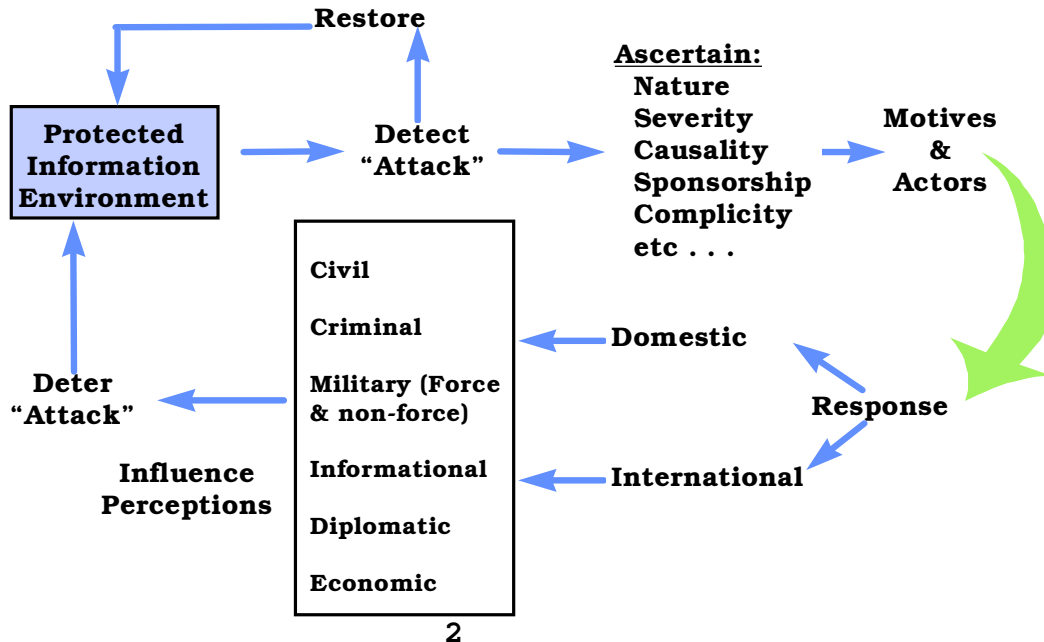 Restore
Protected
Information
Environment
Detect
“Attack”
Ascertain:
Nature
Severity
Causality
Sponsorship
Complicity
etc . . .
Motives
&
Actors
Response
Domestic
International
Civil
Criminal
Military (Force
& non-force)
Informational
Diplomatic
Economic
Deter
“Attack”
Influence
Perceptions
2